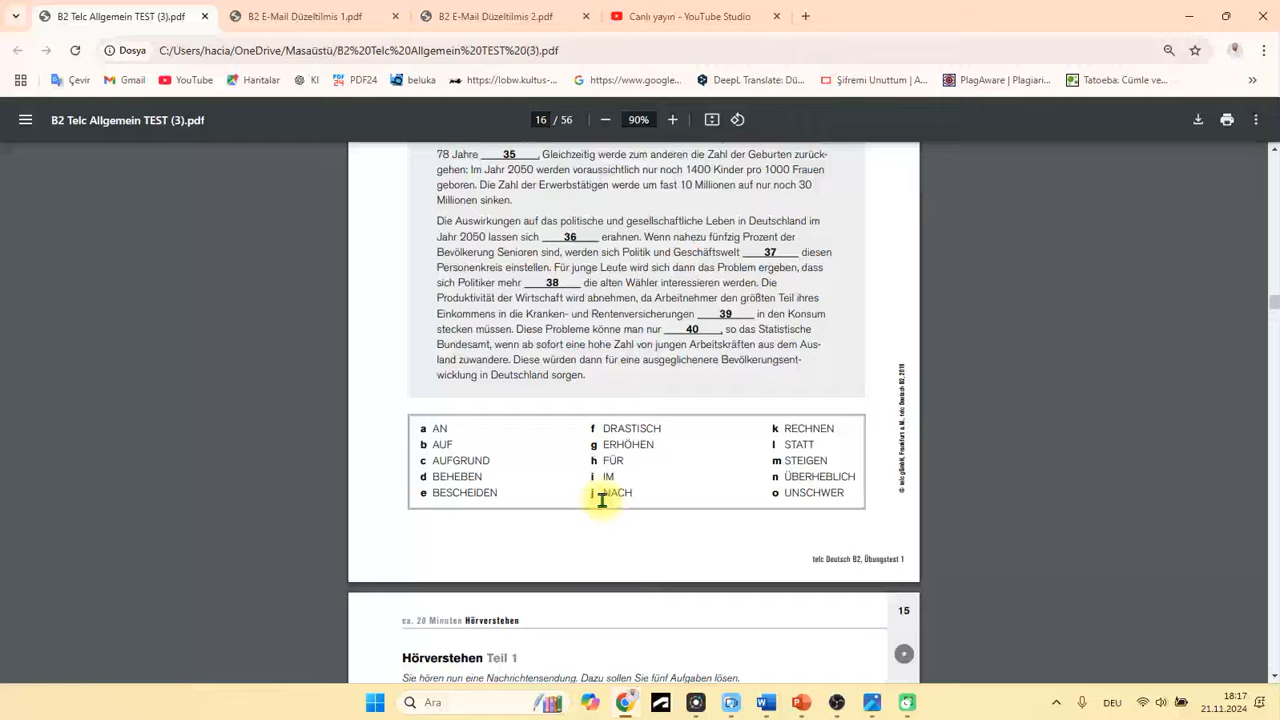 B2 Telc Allgemein TEST (3).pdf
B2 E-Mail Düzeltilmis 1.pdf
B2 E-Mail Düzeltilmis 2.pdf
Canlı yayın - YouTube Studio
Dosya
C:/Users/hacia/OneDrive/Masaüstü/B2%20Telc%20Allgemein%20TEST%20(3).pdf
Çevir
Gmail
YouTube
Haritalar
KI
PDF24
beluka
https://lobw.kultus-...
https://www.google...
DeepL Translate: Dü...
Şifremi Unuttum | A...
PlagAware | Plagiari...
Tatoeba: Cümle ve...
B2 Telc Allgemein TEST (3).pdf
16 / 56
90%
78 Jahre 35. Gleichzeitig werde zum anderen die Zahl der Geburten zurück-
gehen: Im Jahr 2050 werden voraussichtlich nur noch 1400 Kinder pro 1000 Frauen
geboren. Die Zahl der Erwerbstätigen werde um fast 10 Millionen auf nur noch 30
Millionen sinken.
Die Auswirkungen auf das politische und gesellschaftliche Leben in Deutschland im
Jahr 2050 lassen sich 36 erahnen. Wenn nahezu fünfzig Prozent der
Bevölkerung Senioren sind, werden sich Politik und Geschäftswelt 37 diesen
Personenkreis einstellen. Für junge Leute wird sich dann das Problem ergeben, dass
sich Politiker mehr 38 die alten Wähler interessieren werden. Die
Produktivität der Wirtschaft wird abnehmen, da Arbeitnehmer den größten Teil ihres
Einkommens in die Kranken- und Rentenversicherungen 39 in den Konsum
stecken müssen. Diese Probleme könne man nur 40, so das Statistische
Bundesamt, wenn ab sofort eine hohe Zahl von jungen Arbeitskräften aus dem Aus-
land zuwandere. Diese würden dann für eine ausgeglichenere Bevölkerungsent-
wicklung in Deutschland sorgen.
a AN
f DRASTISCH
k RECHNEN
b AUF
g ERHÖHEN
l STATT
c AUFGRUND
h FÜR
m STEIGEN
d BEHEBEN
i IM
n ÜBERHEBLICH
e BESCHEIDEN
j NACH
o UNSCHWER
© telc gGmbH, Frankfurt a. M., telc Deutsch B2, 2019
telc Deutsch B2, Übungstest 1
ca. 20 Minuten Hörverstehen
15
Hörverstehen Teil 1
Sie hören nun eine Nachrichtensendung. Dazu sollen Sie fünf Aufgaben lösen.
Ara
DEU
18:17
21.11.2024